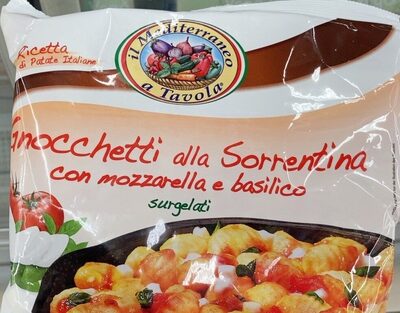 Ricetta
di Patate Italiane
il Mediterraneo
a Tavola
Gnocchetti alla Sorrentina
con mozzarella e basilico
surgelati